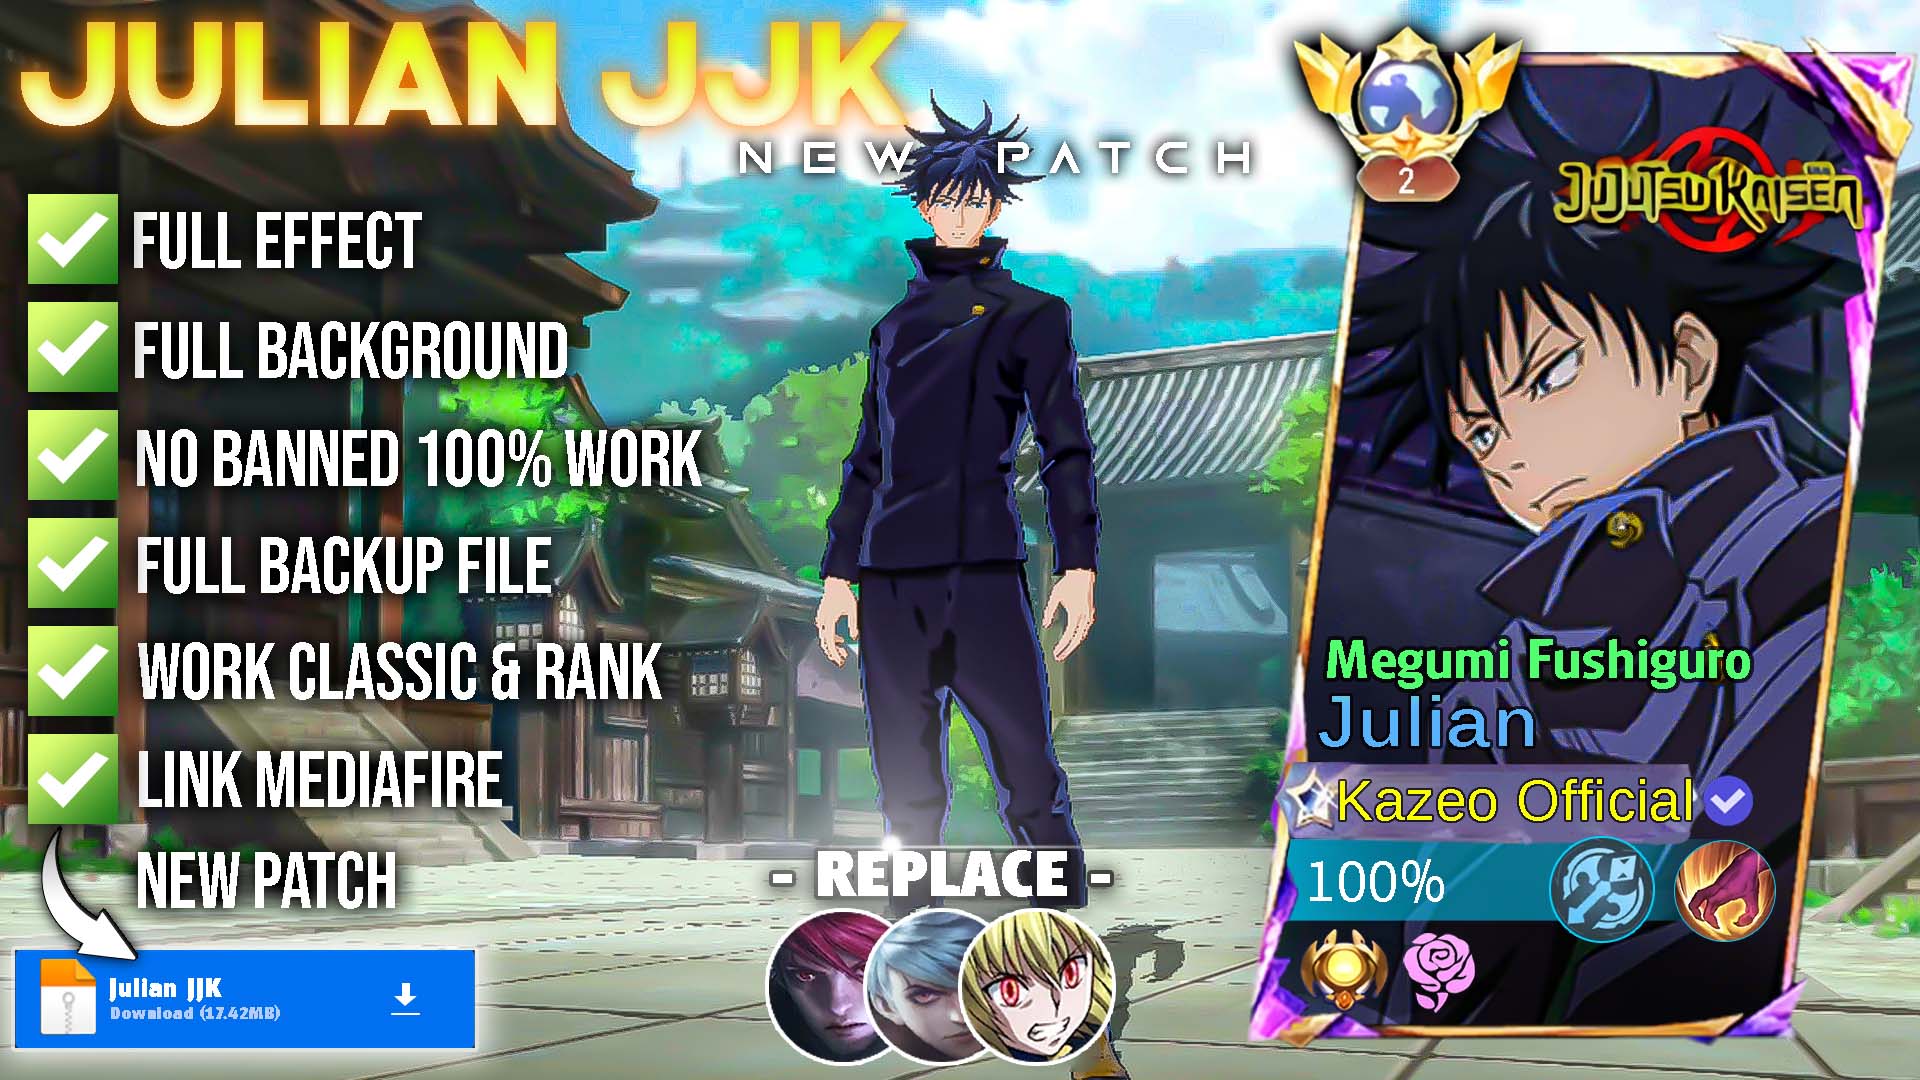 JULIAN JJK
NEW PATCH
FULL EFFECT
FULL BACKGROUND
NO BANNED 100% WORK
FULL BACKUP FILE
WORK CLASSIC & RANK
LINK MEDIAFIRE
NEW PATCH
Julian JJK
Download (17.42MB)
- REPLACE -
2
JUJUTSU KAISEN
Megumi Fushiguro
Julian
Kazeo Official
100%